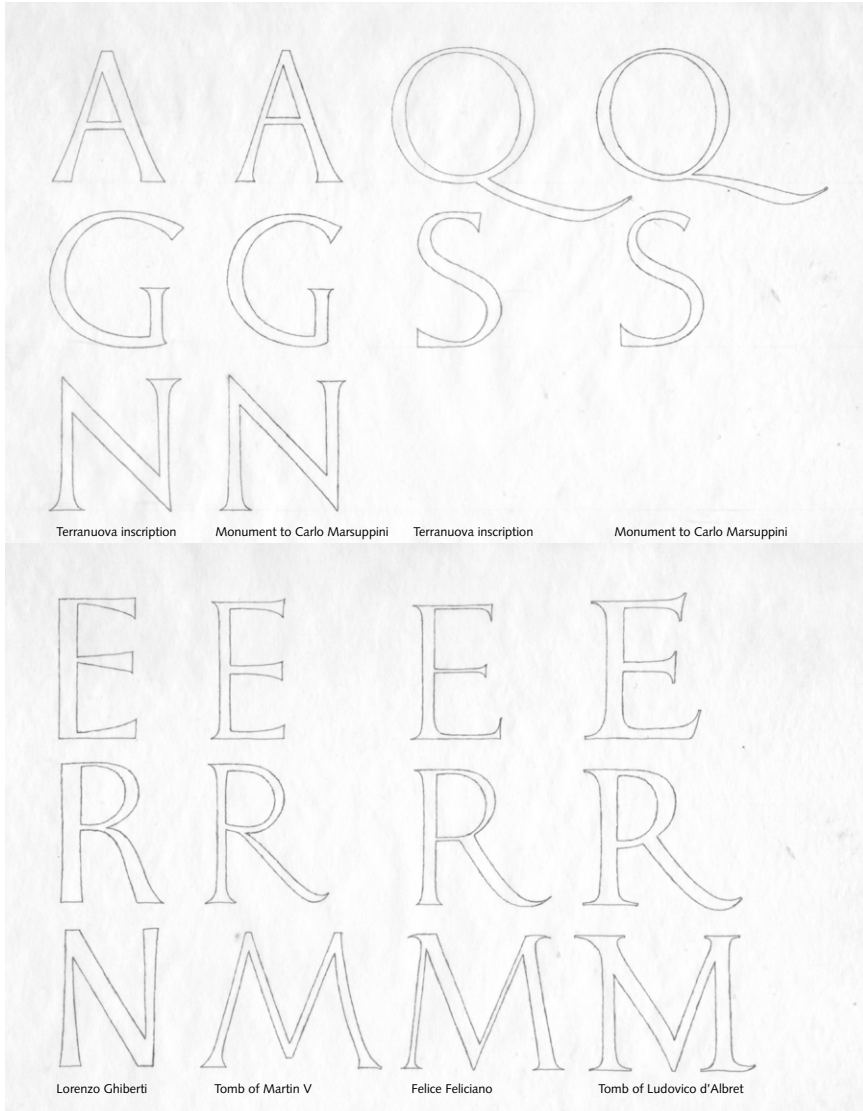 A A Q Q
G G S S
N N
Terranuova inscription Monument to Carlo Marsuppini Terranuova inscription Monument to Carlo Marsuppini
E E E E
R R R R
N M M M
Lorenzo Ghiberti Tomb of Martin V Felice Feliciano Tomb of Ludovico d’Albret